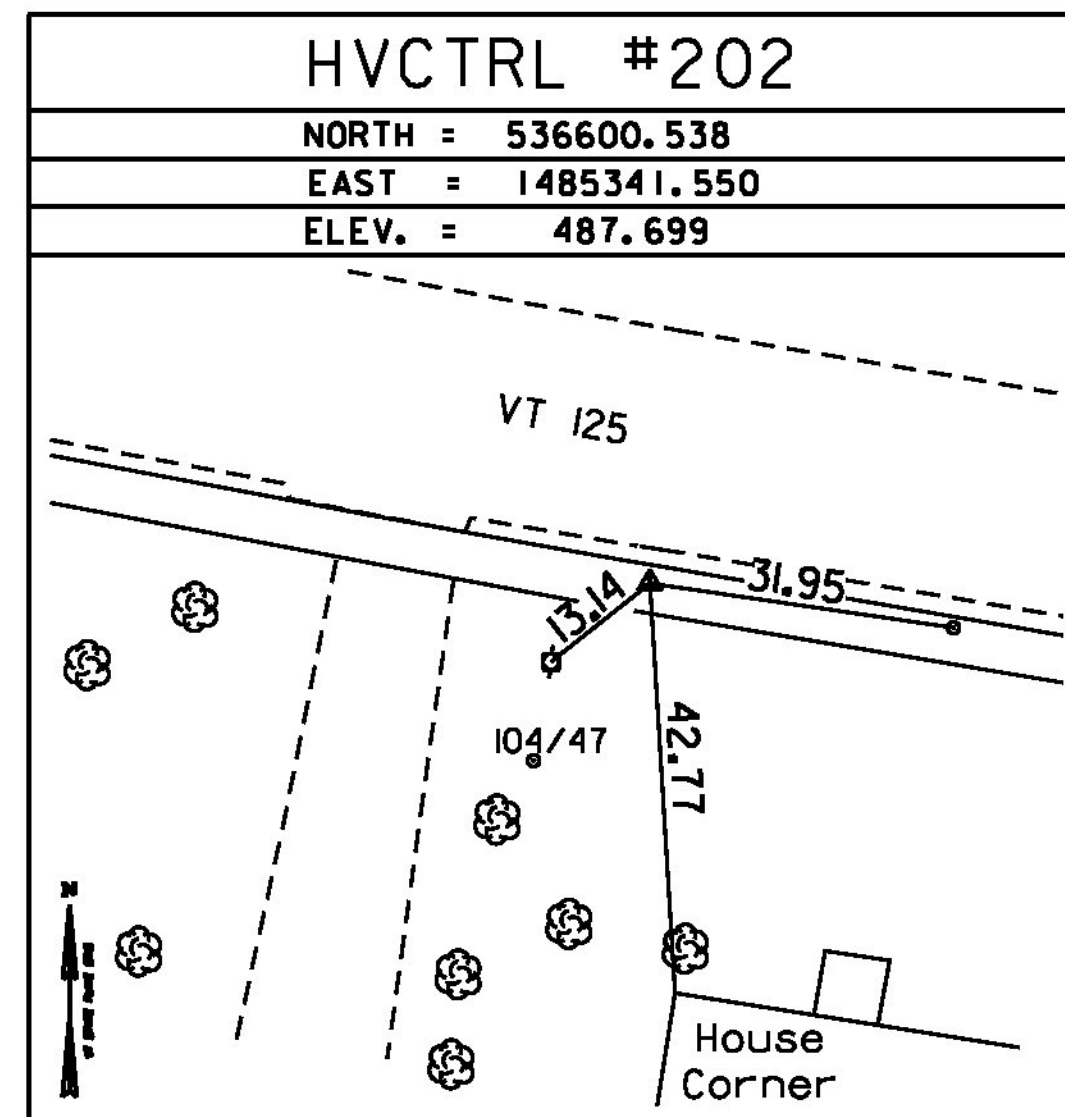 HVCTRL #202
NORTH = 536600.538
EAST = 1485341.550
ELEV. = 487.699
VT 125
31.95
13.14
42.77
104/47
N
House
Corner